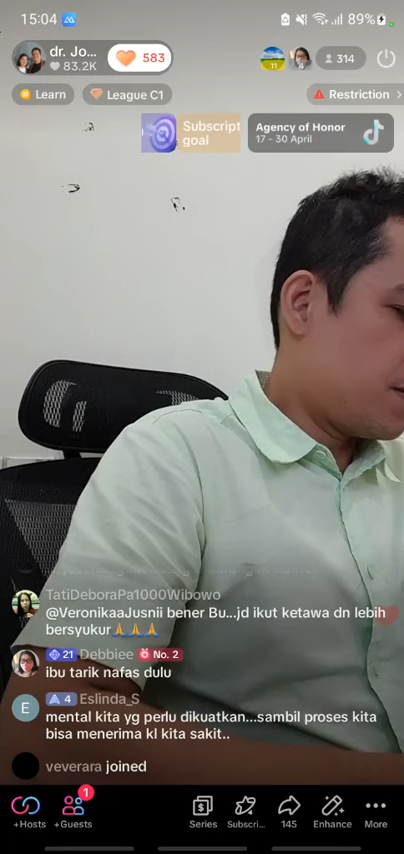 15:04
89%
dr. Jo...
83.2K
583
11
314
Learn
League C1
Restriction
Subscript
goal
Agency of Honor
17 - 30 April
TatiDeboraPa1000Wibowo
@VeronikaaJusnii bener Bu...jd ikut ketawa dn lebih
bersyukur🙏🙏🙏
21 Debbiee No. 2
ibu tarik nafas dulu
E
4 Eslinda_S
mental kita yg perlu dikuatkan...sambil proses kita
bisa menerima kl kita sakit..
veverara joined
1
+Hosts
+Guests
Series
Subscri...
145
Enhance
More